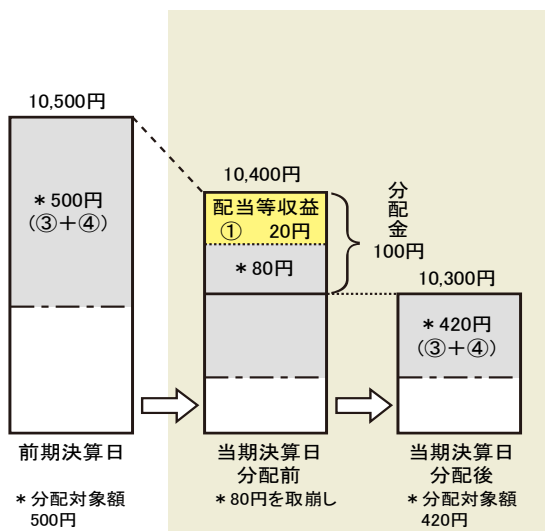 10,500円
＊500円
(③＋④)
前期決算日
＊分配対象額
500円
10,400円
配当等収益
① 20円
＊80円
分配金
100円
当期決算日
分配前
＊80円を取崩し
10,300円
＊420円
(③＋④)
当期決算日
分配後
＊分配対象額
420円